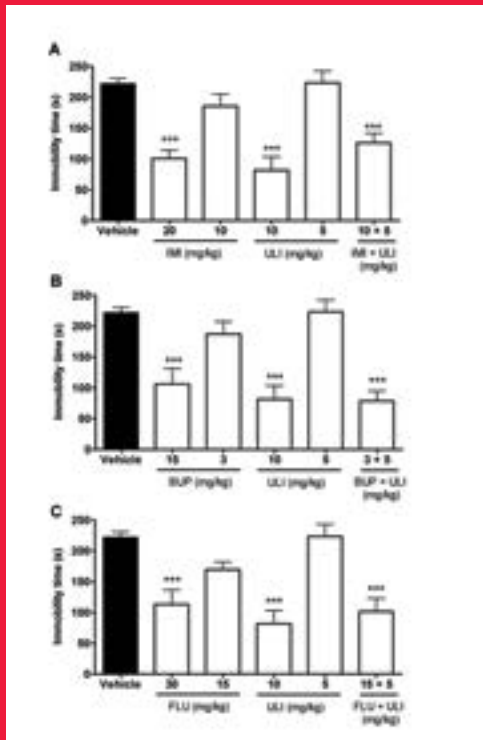 A
Immobility time (s)
250
200
150
100
50
0
*** *** ***
Vehicle 20 10 10 5 10 + 5
IMI (mg/kg) ULI (mg/kg) IMI + ULI
(mg/kg)
B
Immobility time (s)
250
200
150
100
50
0
*** *** ***
Vehicle 15 3 10 5 3 + 5
BUP (mg/kg) ULI (mg/kg) BUP + ULI
(mg/kg)
C
Immobility time (s)
250
200
150
100
50
0
*** *** ***
Vehicle 30 15 10 5 15 + 5
FLU (mg/kg) ULI (mg/kg) FLU + ULI
(mg/kg)